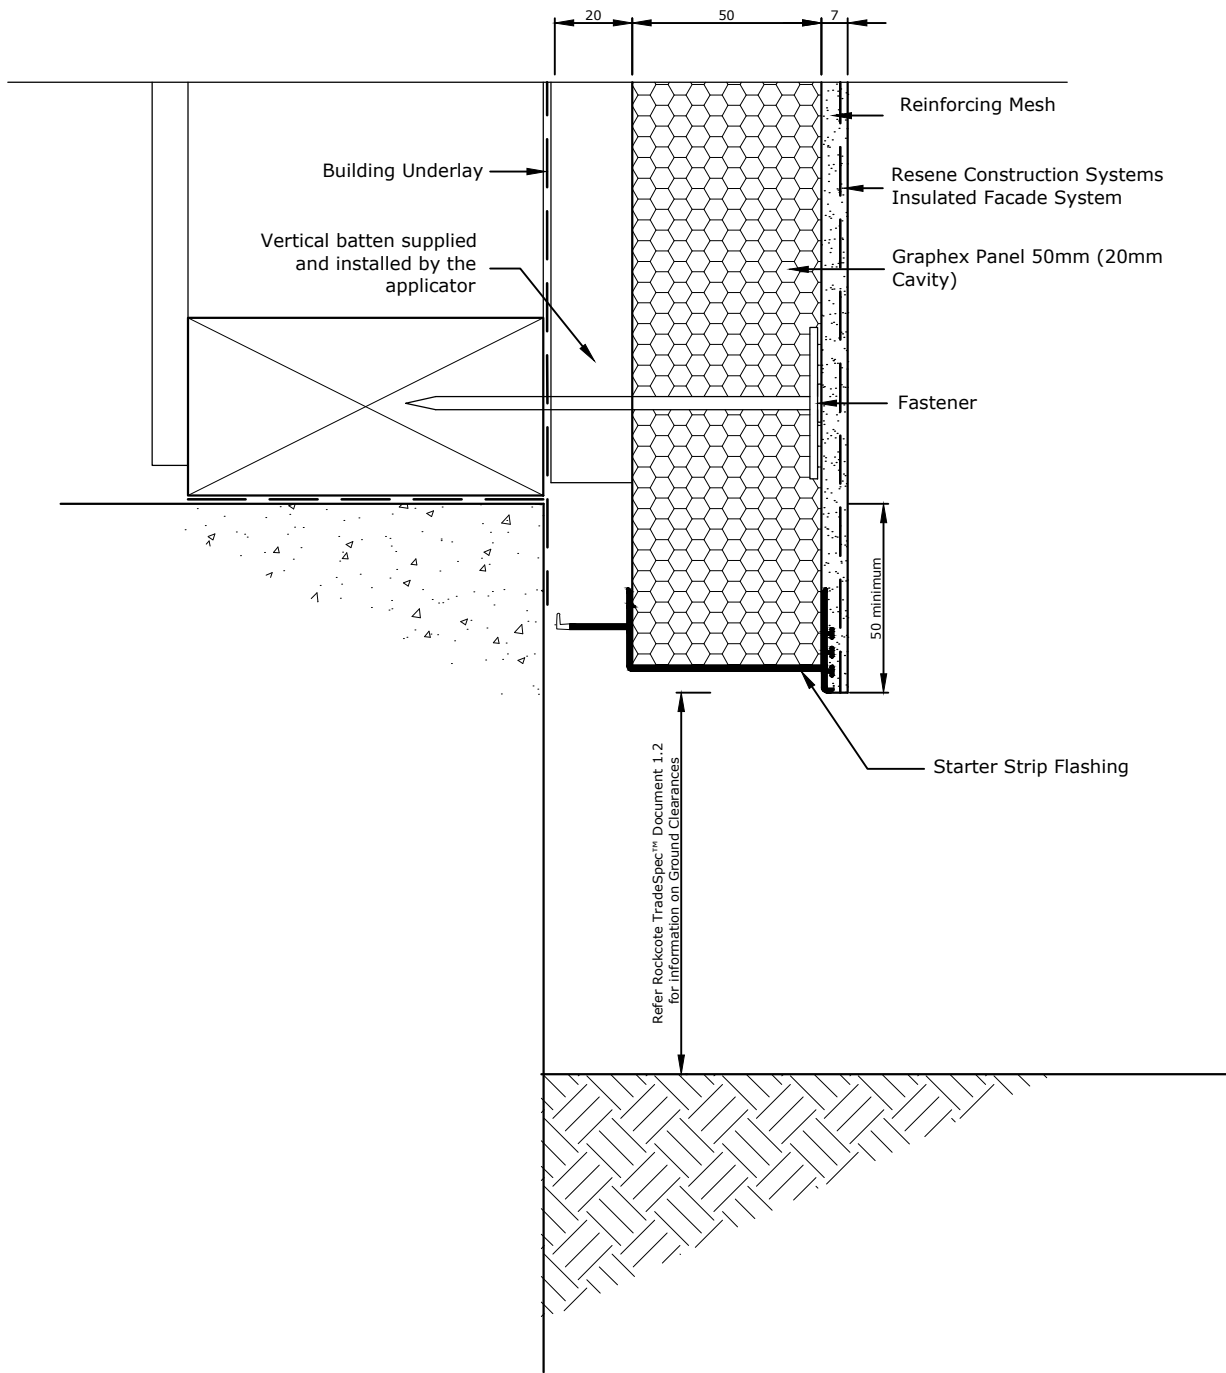 20
50
7
Reinforcing Mesh
Building Underlay
Resene Construction Systems
Insulated Facade System
Vertical batten supplied
and installed by the
applicator
Graphex Panel 50mm (20mm
Cavity)
Fastener
50 minimum
Starter Strip Flashing
Refer Rockcote TradeSpec™ Document 1.2
for information on Ground Clearances